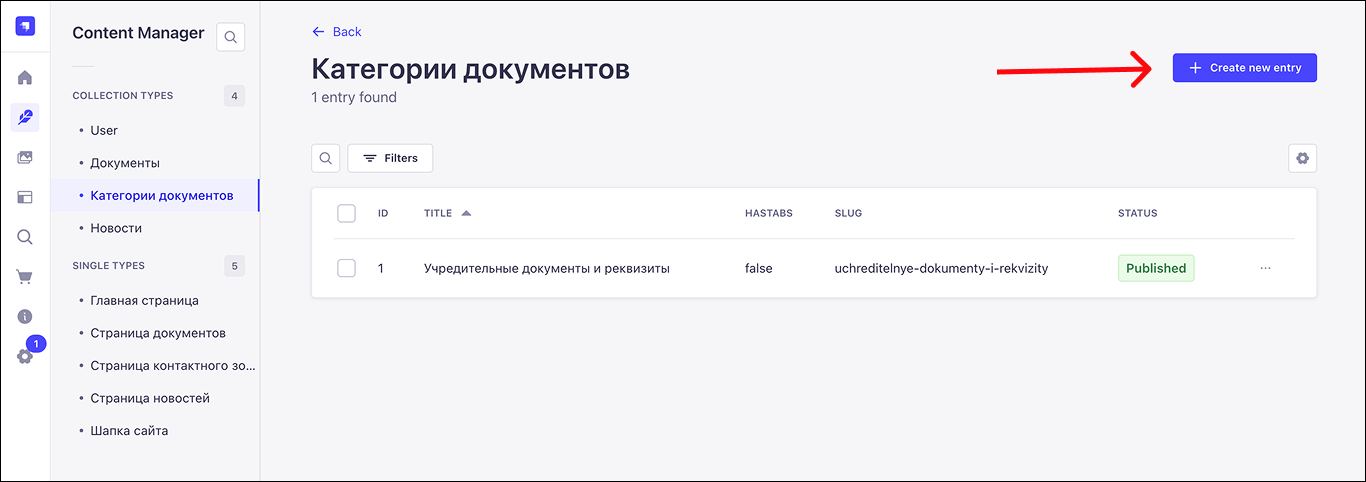 Content Manager
COLLECTION TYPES 4
User
Документы
Категории документов
Новости
SINGLE TYPES 5
Главная страница
Страница документов
Страница контактного зо...
Страница новостей
Шапка сайта
1
Back
Категории документов
1 entry found
Create new entry
Filters
ID TITLE HASTABS SLUG STATUS
1 Учредительные документы и реквизиты false uchreditelnye-dokumenty-i-rekvizity Published